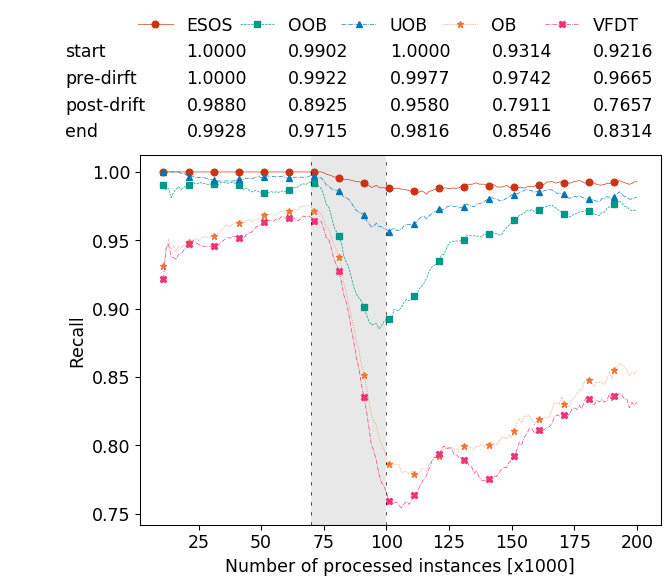 ESOS OOB UOB OB VFDT
start 1.0000 0.9902 1.0000 0.9314 0.9216
pre-dirft 1.0000 0.9922 0.9977 0.9742 0.9665
post-drift 0.9880 0.8925 0.9580 0.7911 0.7657
end 0.9928 0.9715 0.9816 0.8546 0.8314
1.00
0.95
0.90
0.85
0.80
0.75
Recall
25 50 75 100 125 150 175 200
Number of processed instances [x1000]